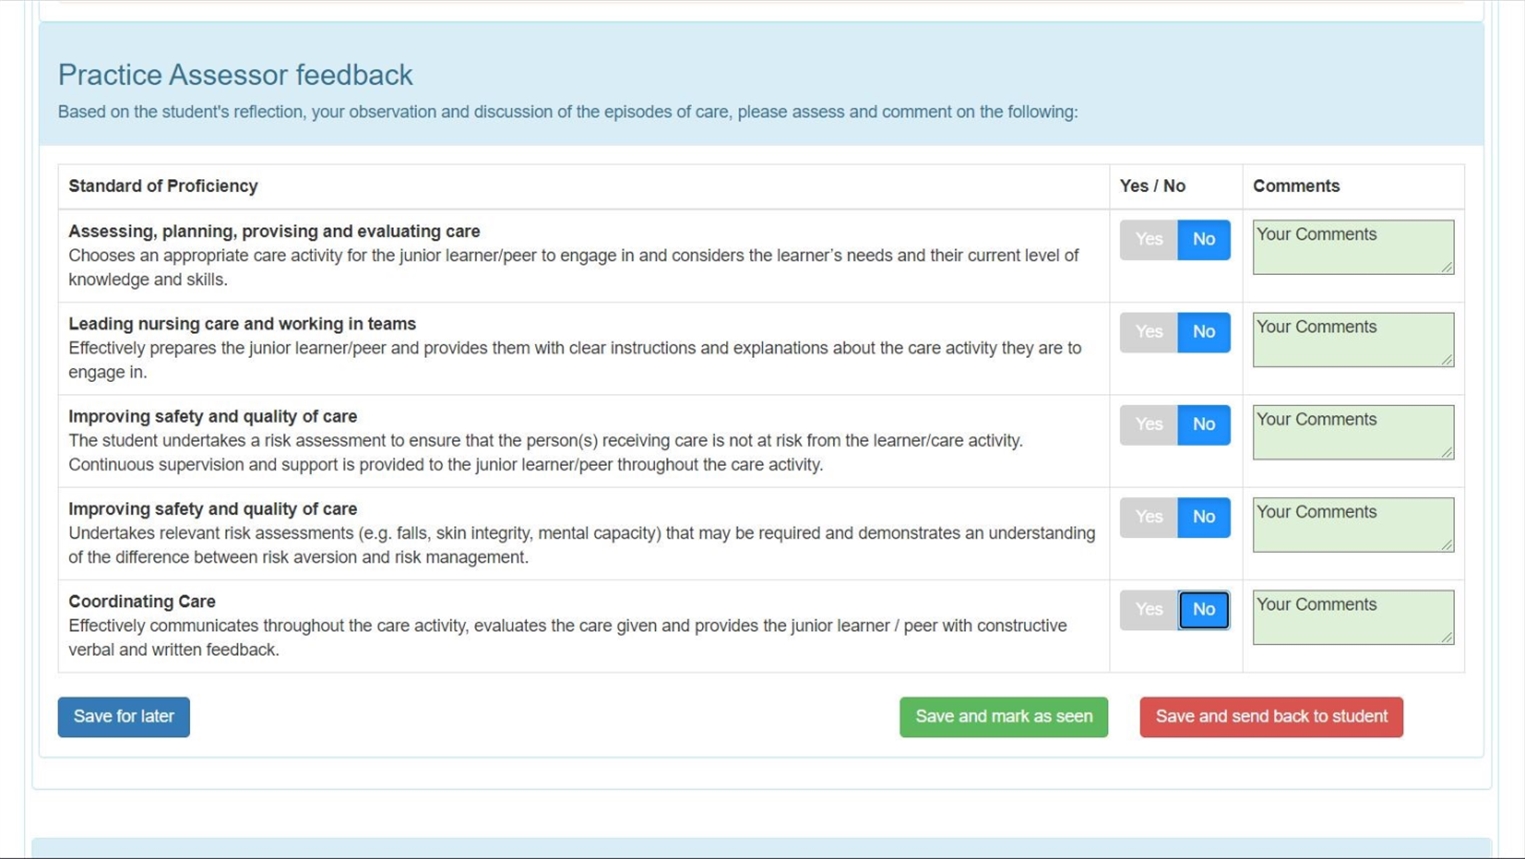 Practice Assessor feedback
Based on the student's reflection, your observation and discussion of the episodes of care, please assess and comment on the following:
Standard of Proficiency
Yes / No
Comments
Assessing, planning, provising and evaluating care
Chooses an appropriate care activity for the junior learner/peer to engage in and considers the learner’s needs and their current level of
knowledge and skills.
Yes
No
Your Comments
Leading nursing care and working in teams
Effectively prepares the junior learner/peer and provides them with clear instructions and explanations about the care activity they are to
engage in.
Yes
No
Your Comments
Improving safety and quality of care
The student undertakes a risk assessment to ensure that the person(s) receiving care is not at risk from the learner/care activity.
Continuous supervision and support is provided to the junior learner/peer throughout the care activity.
Yes
No
Your Comments
Improving safety and quality of care
Undertakes relevant risk assessments (e.g. falls, skin integrity, mental capacity) that may be required and demonstrates an understanding
of the difference between risk aversion and risk management.
Yes
No
Your Comments
Coordinating Care
Effectively communicates throughout the care activity, evaluates the care given and provides the junior learner / peer with constructive
verbal and written feedback.
Yes
No
Your Comments
Save for later
Save and mark as seen
Save and send back to student